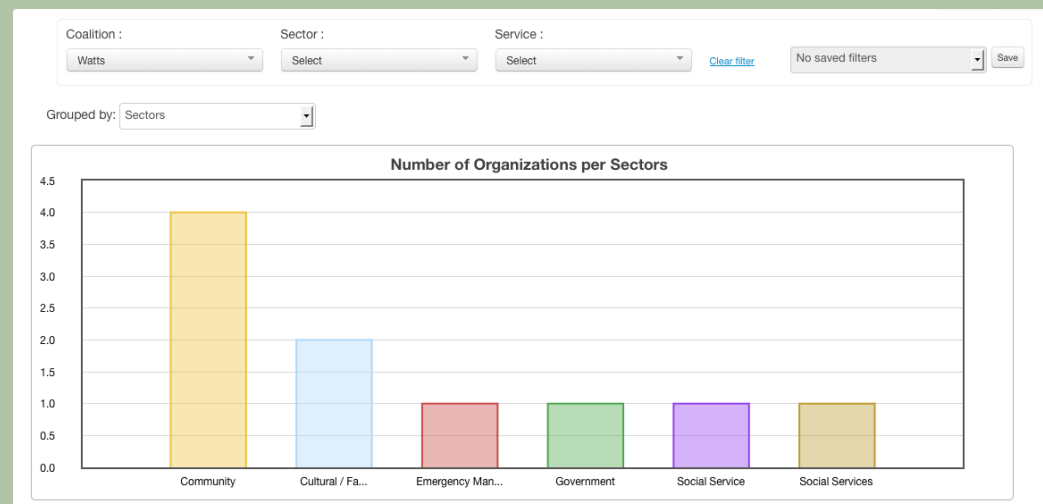 Coalition : Sector : Service :
Watts Select Select Clear filter No saved filters Save
Grouped by: Sectors
Number of Organizations per Sectors
4.5
4.0
3.5
3.0
2.5
2.0
1.5
1.0
0.5
0.0
Community Cultural / Fa... Emergency Man... Government Social Service Social Services